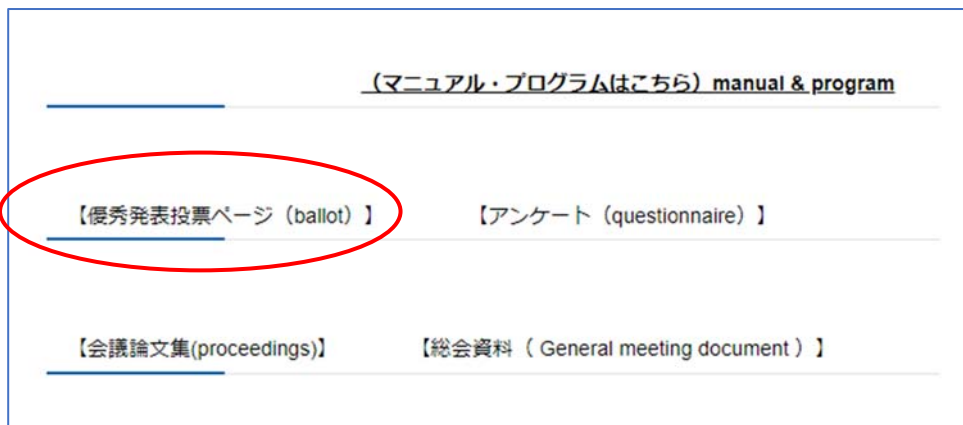 （マニュアル・プログラムはこちら）manual & program
【優秀発表投票ページ（ballot）】 【アンケート（questionnaire）】
【会議論文集(proceedings)】 【総会資料（ General meeting document ）】